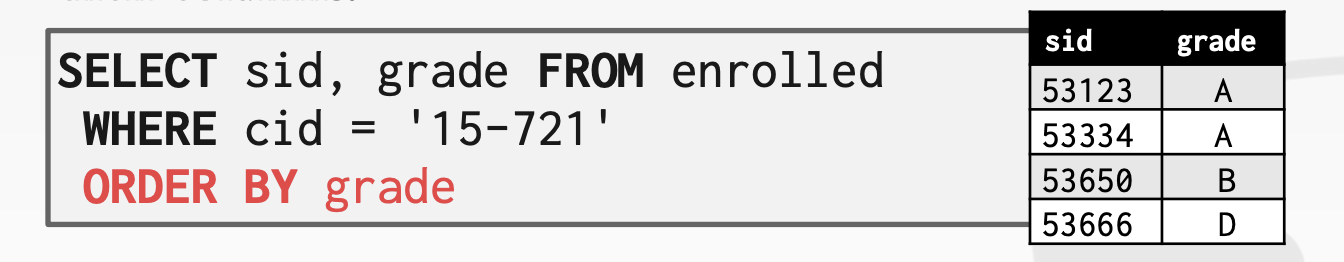 SELECT sid, grade FROM enrolled
WHERE cid = '15-721'
ORDER BY grade
sid grade
53123 A
53334 A
53650 B
53666 D